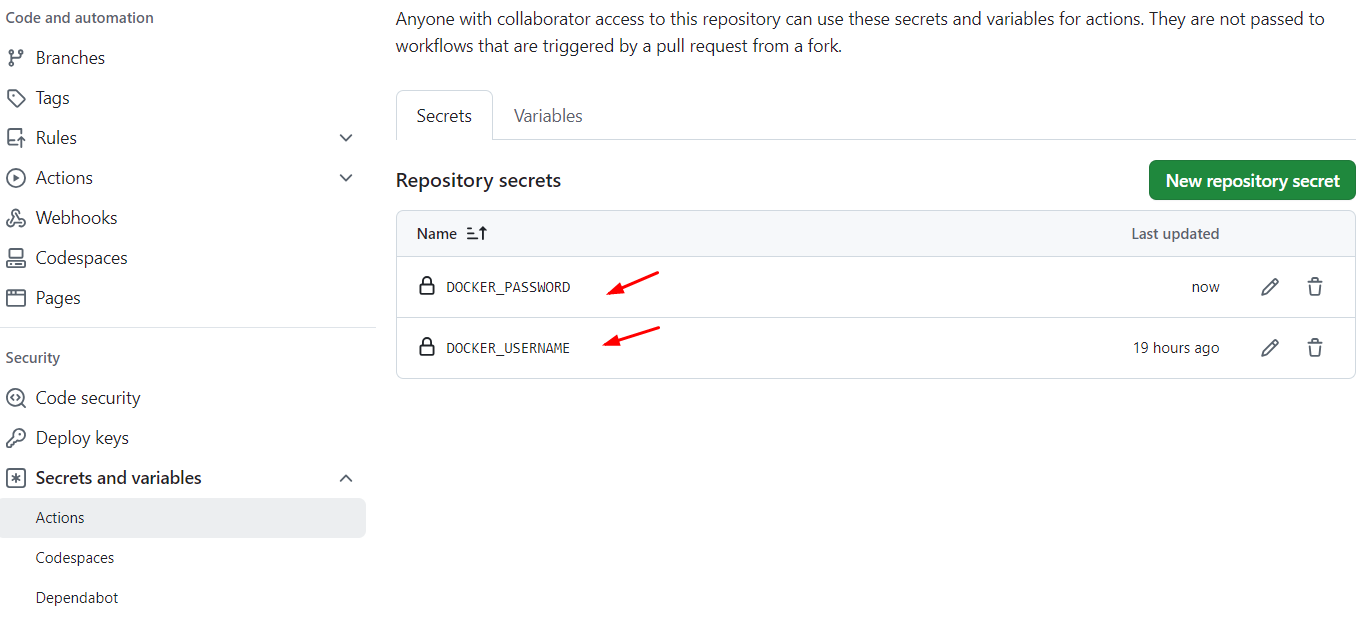 Code and automation
Branches
Tags
Rules
Actions
Webhooks
Codespaces
Pages
Security
Code security
Deploy keys
Secrets and variables
Actions
Codespaces
Dependabot
Anyone with collaborator access to this repository can use these secrets and variables for actions. They are not passed to
workflows that are triggered by a pull request from a fork.
Secrets Variables
Repository secrets New repository secret
Name Last updated
DOCKER_PASSWORD now
DOCKER_USERNAME 19 hours ago